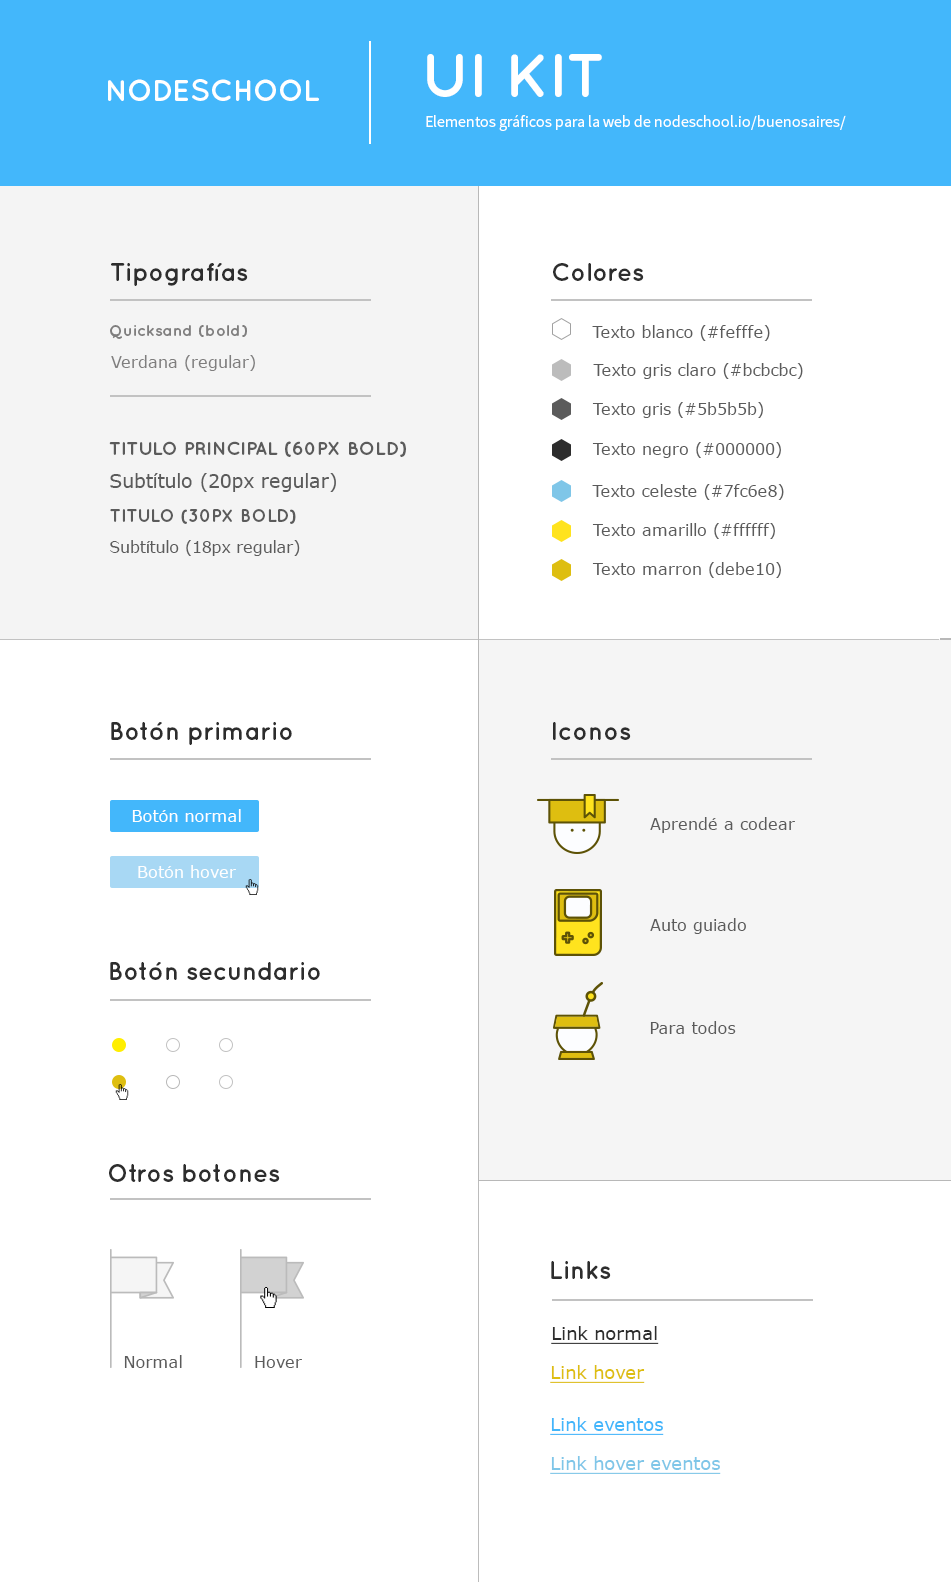 NODESCHOOL
UI KIT
Elementos gráficos para la web de nodeschool.io/buenosaires/
Tipografías
Quicksand (bold)
Verdana (regular)
TITULO PRINCIPAL (60PX BOLD)
Subtítulo (20px regular)
TITULO (30PX BOLD)
Subtítulo (18px regular)
Colores
Texto blanco (#fefffe)
Texto gris claro (#bcbcbc)
Texto gris (#5b5b5b)
Texto negro (#000000)
Texto celeste (#7fc6e8)
Texto amarillo (#ffffff)
Texto marron (debe10)
Botón primario
Botón normal
Botón hover
Botón secundario
Otros botones
Normal
Hover
Iconos
Aprendé a codear
Auto guiado
Para todos
Links
Link normal
Link hover
Link eventos
Link hover eventos